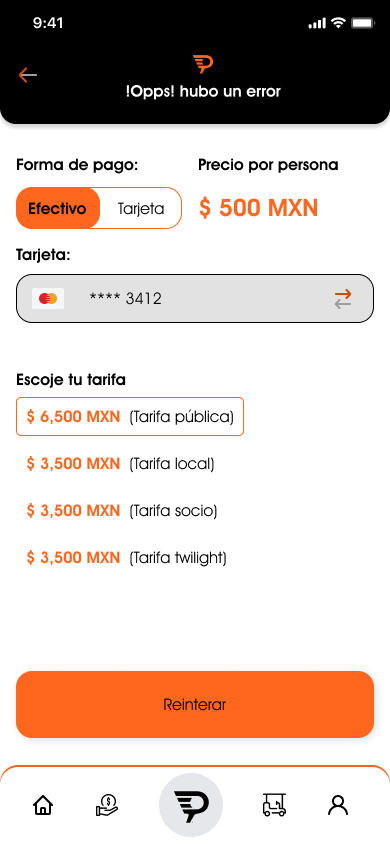 9:41
!Opps! hubo un error
Forma de pago:
Precio por persona
Efectivo
Tarjeta
$ 500 MXN
Tarjeta:
**** 3412
Escoje tu tarifa
$ 6,500 MXN (Tarifa pública)
$ 3,500 MXN (Tarifa local)
$ 3,500 MXN (Tarifa socio)
$ 3,500 MXN (Tarifa twilight)
Reinterar